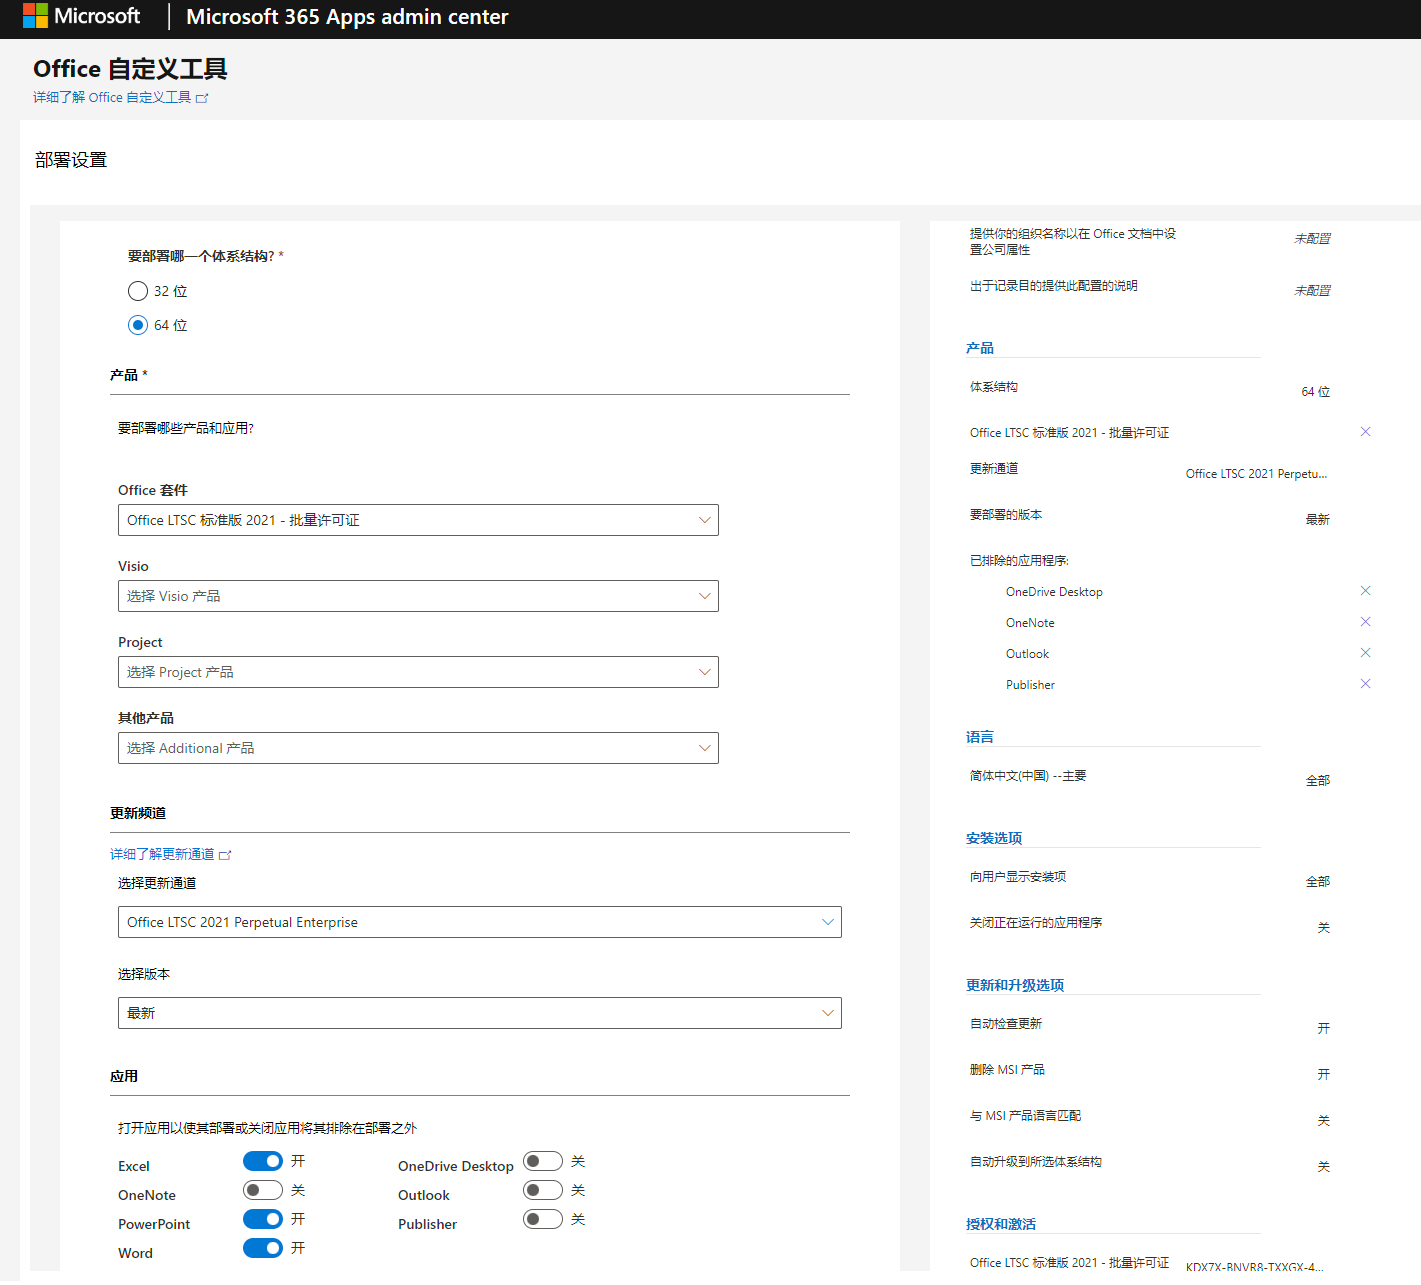 Microsoft | Microsoft 365 Apps admin center
Office 自定义工具
详细了解 Office 自定义工具
部署设置
要部署哪一个体系结构? *
32 位
64 位
产品 *
要部署哪些产品和应用?
Office 套件
Office LTSC 标准版 2021 - 批量许可证
Visio
选择 Visio 产品
Project
选择 Project 产品
其他产品
选择 Additional 产品
更新频道
详细了解更新通道
选择更新通道
Office LTSC 2021 Perpetual Enterprise
选择版本
最新
应用
打开应用以使其部署或关闭应用将其排除在部署之外
Excel 开 OneDrive Desktop 关
OneNote 关 Outlook 关
PowerPoint 开 Publisher 关
Word 开
提供你的组织名称以在 Office 文档中设
置公司属性 未配置
出于记录目的提供此配置的说明 未配置
产品
体系结构 64 位
Office LTSC 标准版 2021 - 批量许可证
更新通道 Office LTSC 2021 Perpetu...
要部署的版本 最新
已排除的应用程序:
OneDrive Desktop
OneNote
Outlook
Publisher
语言
简体中文(中国) --主要 全部
安装选项
向用户显示安装项 全部
关闭正在运行的应用程序 关
更新和升级选项
自动检查更新 开
删除 MSI 产品 开
与 MSI 产品语言匹配 关
自动升级到所选体系结构 关
授权和激活
Office LTSC 标准版 2021 - 批量许可证 KDX7X-BNVR8-TXXGX-4...